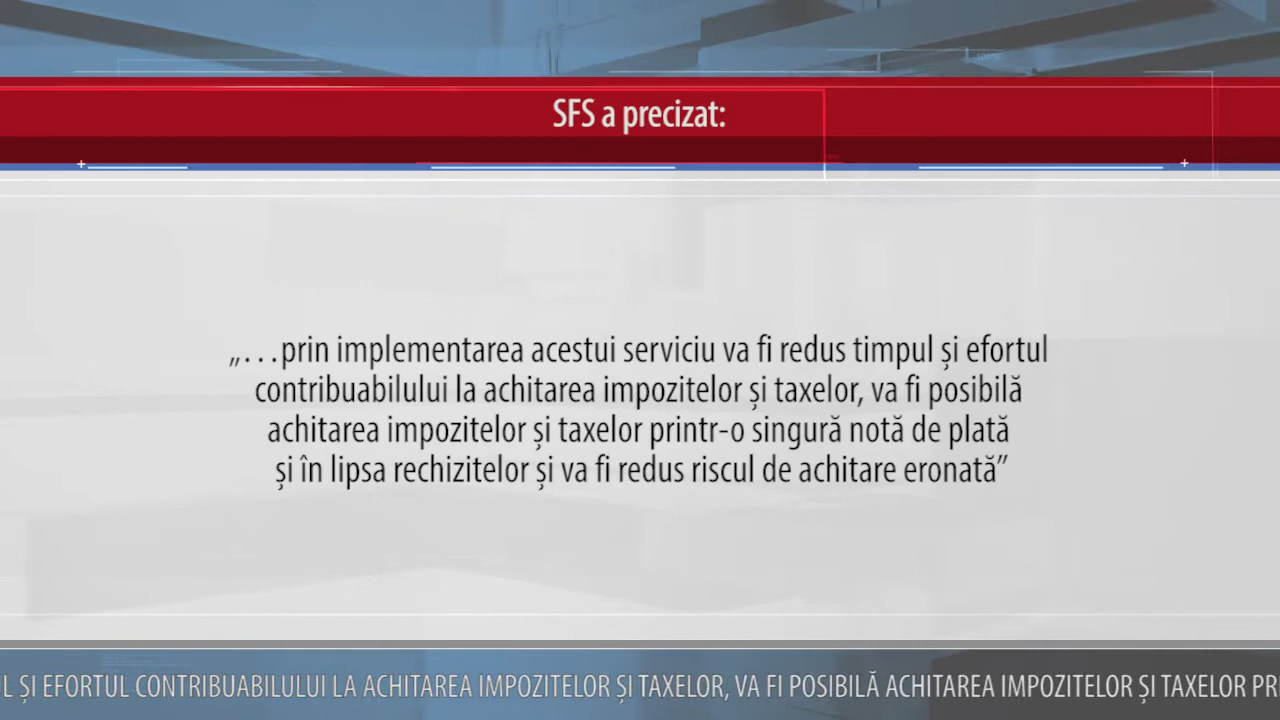 SFS a precizat:
„...prin implementarea acestui serviciu va fi redus timpul și efortul
contribuabilului la achitarea impozitelor și taxelor, va fi posibilă
achitarea impozitelor și taxelor printr-o singură notă de plată
și în lipsa rechizitelor și va fi redus riscul de achitare eronată”
ȘI EFORTUL CONTRIBUABILULUI LA ACHITAREA IMPOZITELOR ȘI TAXELOR, VA FI POSIBILĂ ACHITAREA IMPOZITELOR ȘI TAXELOR